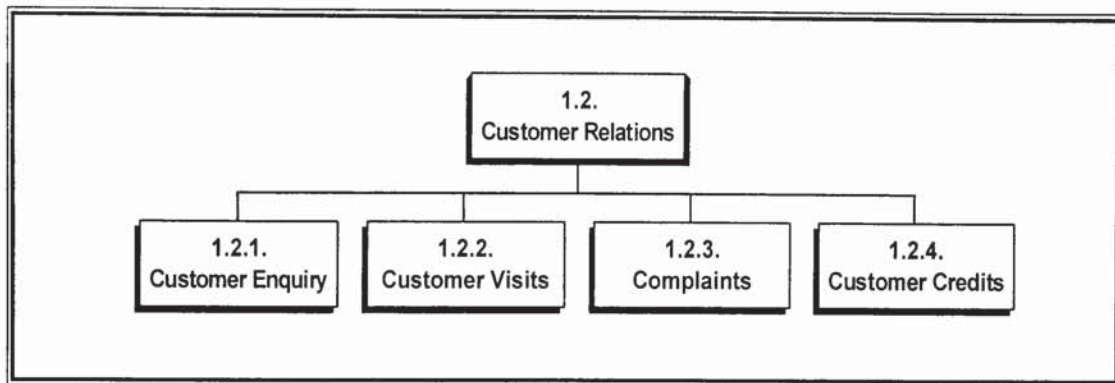 1.2.
Customer Relations
1.2.1.
Customer Enquiry
1.2.2.
Customer Visits
1.2.3.
Complaints
1.2.4.
Customer Credits